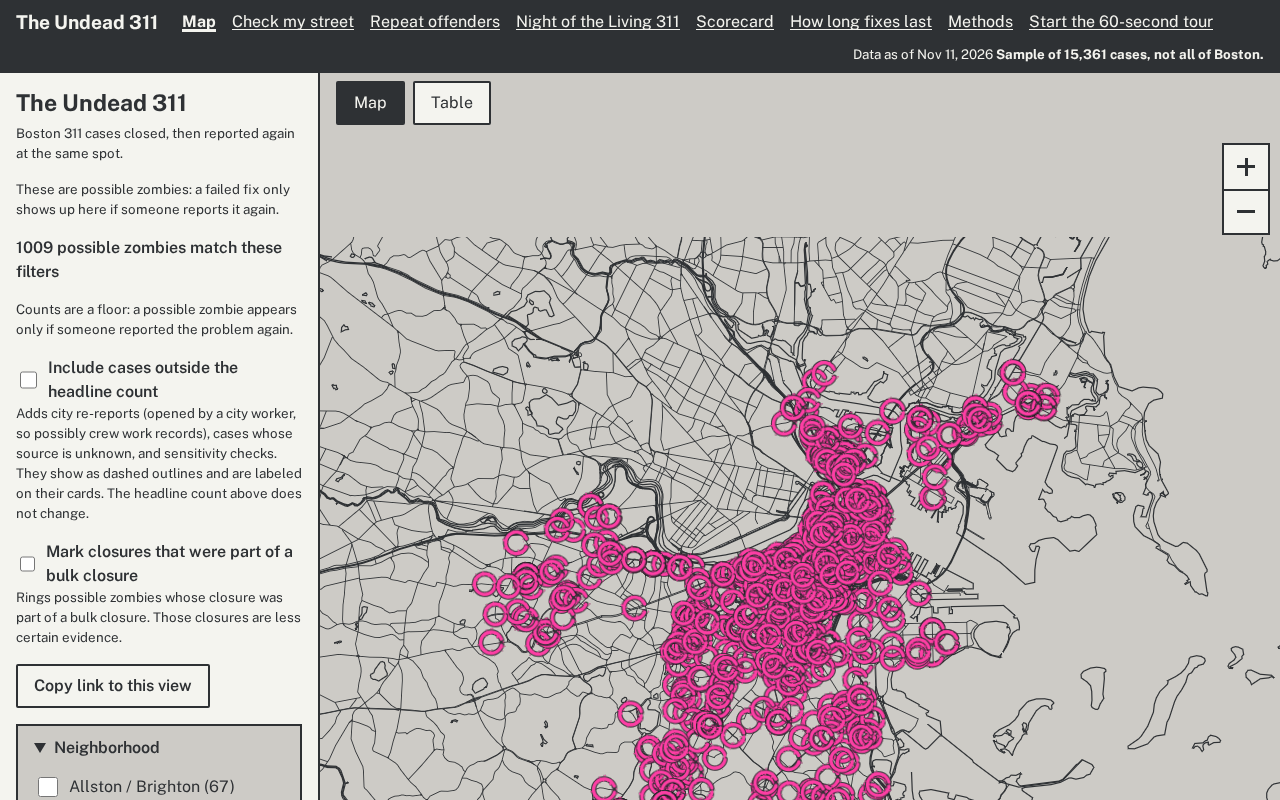 The Undead 311 Map Check my street Repeat offenders Night of the Living 311 Scorecard How long fixes last Methods Start the 60-second tour
Data as of Nov 11, 2026 Sample of 15,361 cases, not all of Boston.
The Undead 311
Boston 311 cases closed, then reported again
at the same spot.
These are possible zombies: a failed fix only
shows up here if someone reports it again.
1009 possible zombies match these
filters
Counts are a floor: a possible zombie appears
only if someone reported the problem again.
Include cases outside the
headline count
Adds city re-reports (opened by a city worker,
so possibly crew work records), cases whose
source is unknown, and sensitivity checks.
They show as dashed outlines and are labeled
on their cards. The headline count above does
not change.
Mark closures that were part of a
bulk closure
Rings possible zombies whose closure was
part of a bulk closure. Those closures are less
certain evidence.
Copy link to this view
▼ Neighborhood
Allston / Brighton (67)
Map Table
+
−